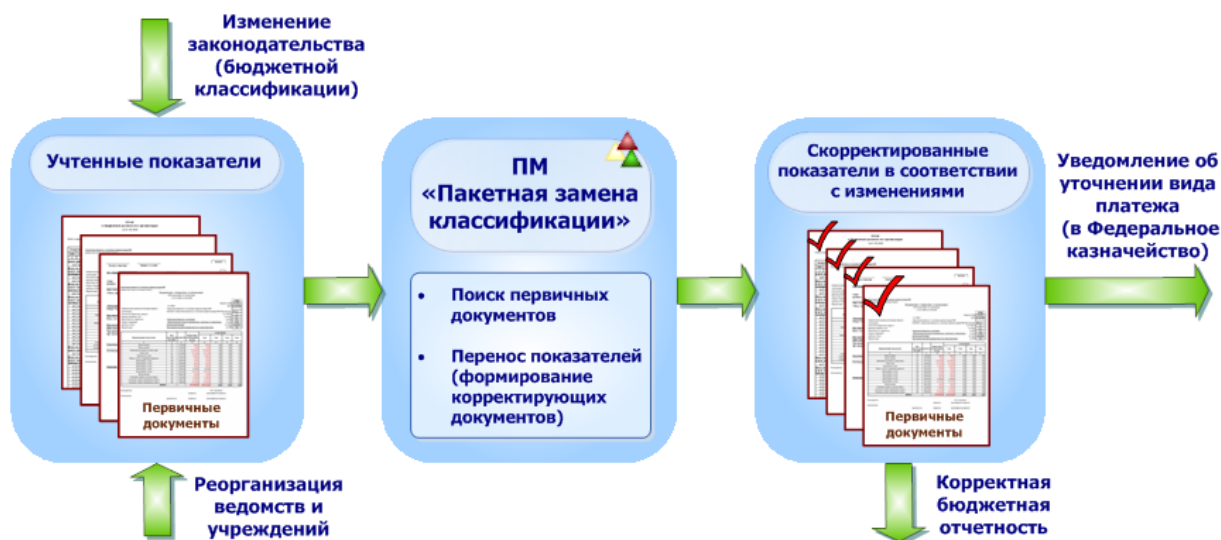 Изменение
законодательства
(бюджетной
классификации)
Учтенные показатели
Первичные
документы
Реорганизация
ведомств и
учреждений
ПМ
«Пакетная замена
классификации»
• Поиск первичных
документов
• Перенос показателей
(формирование
корректирующих
документов)
Скорректированные
показатели в соответствии
с изменениями
Первичные
документы
Уведомление об
уточнении вида
платежа
(в Федеральное
казначейство)
Корректная
бюджетная
отчетность